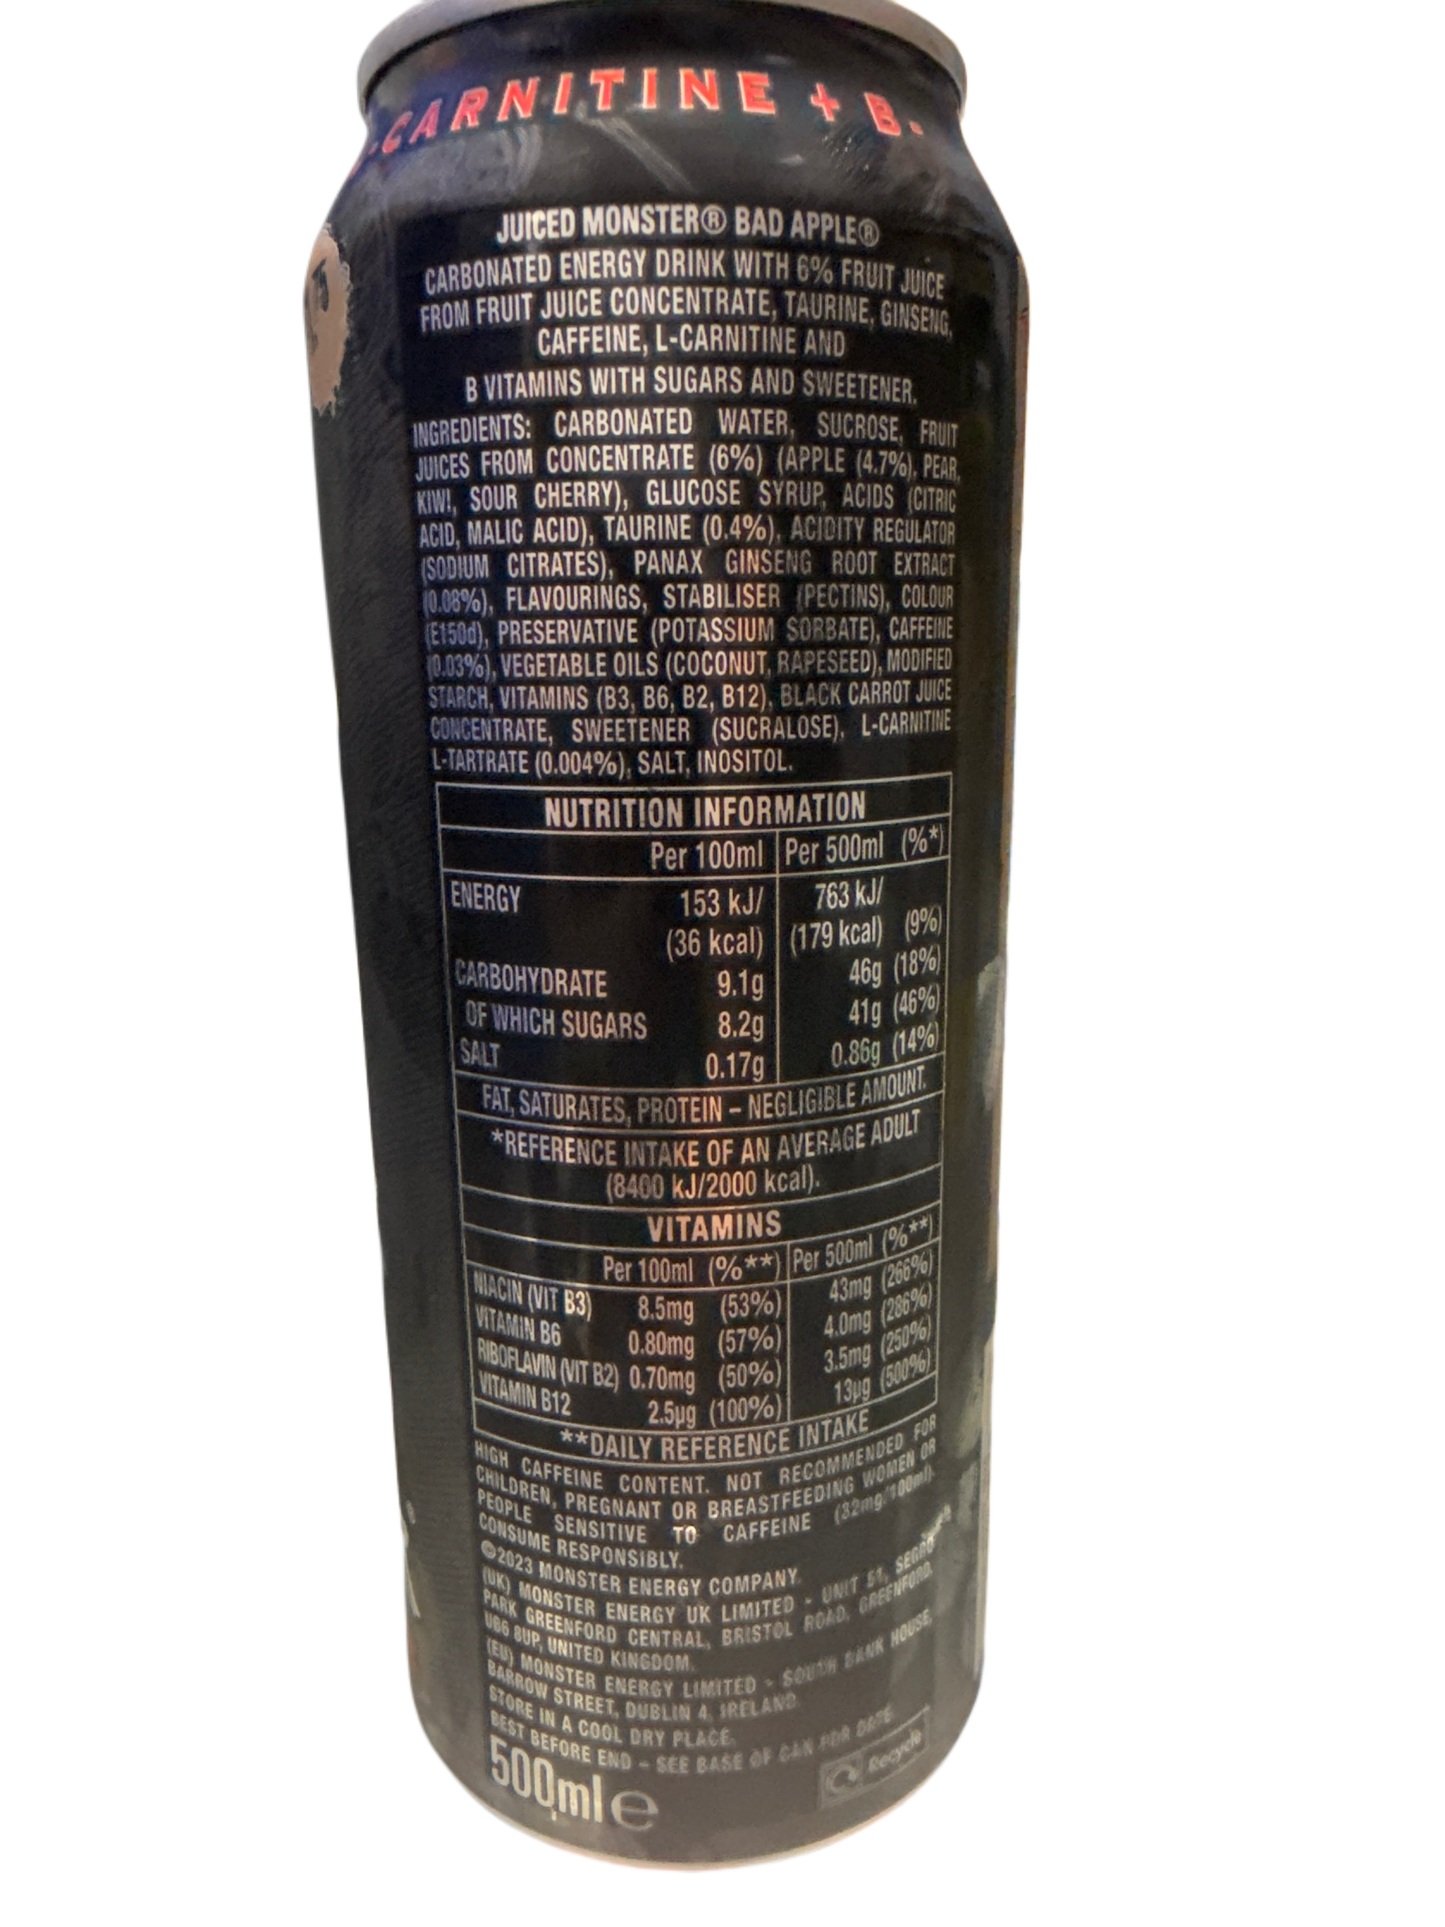 -CARNITINE + B-
JUICED MONSTER® BAD APPLE®
CARBONATED ENERGY DRINK WITH 6% FRUIT JUICE
FROM FRUIT JUICE CONCENTRATE, TAURINE, GINSENG,
CAFFEINE, L-CARNITINE AND
B VITAMINS WITH SUGARS AND SWEETENER.
INGREDIENTS: CARBONATED WATER, SUCROSE, FRUIT
JUICES FROM CONCENTRATE (6%) (APPLE (4.7%), PEAR,
KIWI, SOUR CHERRY), GLUCOSE SYRUP, ACIDS (CITRIC
ACID, MALIC ACID), TAURINE (0.4%), ACIDITY REGULATOR
(SODIUM CITRATES), PANAX GINSENG ROOT EXTRACT
(0.08%), FLAVOURINGS, STABILISER (PECTINS), COLOUR
(E150d), PRESERVATIVE (POTASSIUM SORBATE), CAFFEINE
(0.03%), VEGETABLE OILS (COCONUT, RAPESEED), MODIFIED
STARCH, VITAMINS (B3, B6, B2, B12), BLACK CARROT JUICE
CONCENTRATE, SWEETENER (SUCRALOSE), L-CARNITINE
L-TARTRATE (0.004%), SALT, INOSITOL.
NUTRITION INFORMATION
Per 100ml Per 500ml (%*)
ENERGY 153 kJ/ 763 kJ/
(36 kcal) (179 kcal) (9%)
CARBOHYDRATE 9.1g 46g (18%)
OF WHICH SUGARS 8.2g 41g (46%)
SALT 0.17g 0.86g (14%)
FAT, SATURATES, PROTEIN – NEGLIGIBLE AMOUNT.
*REFERENCE INTAKE OF AN AVERAGE ADULT
(8400 kJ/2000 kcal).
VITAMINS
Per 100ml (%**) Per 500ml (%**)
NIACIN (VIT B3) 8.5mg (53%) 43mg (266%)
VITAMIN B6 0.80mg (57%) 4.0mg (286%)
RIBOFLAVIN (VIT B2) 0.70mg (50%) 3.5mg (250%)
VITAMIN B12 2.5µg (100%) 13µg (500%)
**DAILY REFERENCE INTAKE
HIGH CAFFEINE CONTENT. NOT RECOMMENDED FOR
CHILDREN, PREGNANT OR BREASTFEEDING WOMEN OR
PEOPLE SENSITIVE TO CAFFEINE (32mg/100ml).
CONSUME RESPONSIBLY.
©2023 MONSTER ENERGY COMPANY.
(UK) MONSTER ENERGY UK LIMITED - UNIT 51, SEGRO
PARK GREENFORD CENTRAL, BRISTOL ROAD, GREENFORD,
UB6 8UP, UNITED KINGDOM.
(EU) MONSTER ENERGY LIMITED - SOUTH BANK HOUSE,
BARROW STREET, DUBLIN 4, IRELAND.
STORE IN A COOL DRY PLACE.
BEST BEFORE END - SEE BASE OF CAN FOR DATE.
500ml e
Recycle